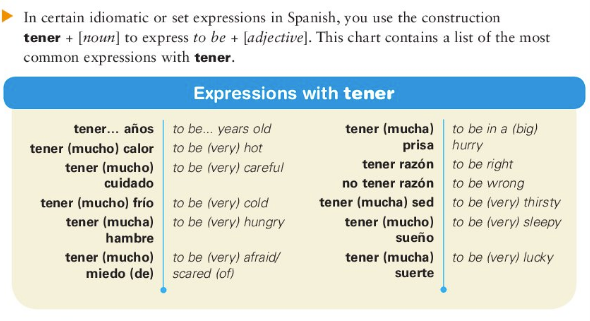 In certain idiomatic or set expressions in Spanish, you use the construction
tener + [noun] to express to be + [adjective]. This chart contains a list of the most
common expressions with tener.
Expressions with tener
tener… años to be… years old
tener (mucho) calor to be (very) hot
tener (mucho) to be (very) careful
cuidado
tener (mucho) frío to be (very) cold
tener (mucha) to be (very) hungry
hambre
tener (mucho) to be (very) afraid/
miedo (de) scared (of)
tener (mucha) to be in a (big)
prisa hurry
tener razón to be right
no tener razón to be wrong
tener (mucha) sed to be (very) thirsty
tener (mucho) to be (very) sleepy
sueño
tener (mucha) to be (very) lucky
suerte